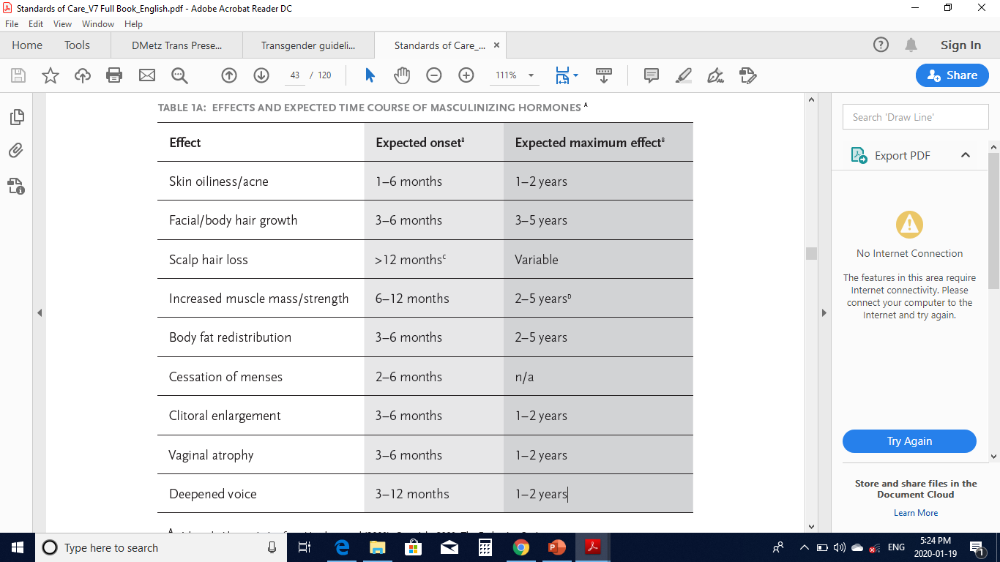 Standards of Care_V7 Full Book_English.pdf - Adobe Acrobat Reader DC
File Edit View Window Help
Home Tools DMetz Trans Prese... Transgender guideli... Standards of Care_... × Sign In
43 / 120 111% Share
TABLE 1A: EFFECTS AND EXPECTED TIME COURSE OF MASCULINIZING HORMONES A
Effect Expected onsetB Expected maximum effectB
Skin oiliness/acne 1–6 months 1–2 years
Facial/body hair growth 3–6 months 3–5 years
Scalp hair loss >12 monthsC Variable
Increased muscle mass/strength 6–12 months 2–5 yearsD
Body fat redistribution 3–6 months 2–5 years
Cessation of menses 2–6 months n/a
Clitoral enlargement 3–6 months 1–2 years
Vaginal atrophy 3–6 months 1–2 years
Deepened voice 3–12 months 1–2 years
A
Search 'Draw Line'
Export PDF
No Internet Connection
The features in this area require
Internet connectivity. Please
connect your computer to the
Internet and try again.
Try Again
Store and share files in the
Document Cloud
Learn More
Type here to search
ENG
5:24 PM
2020-01-19
1